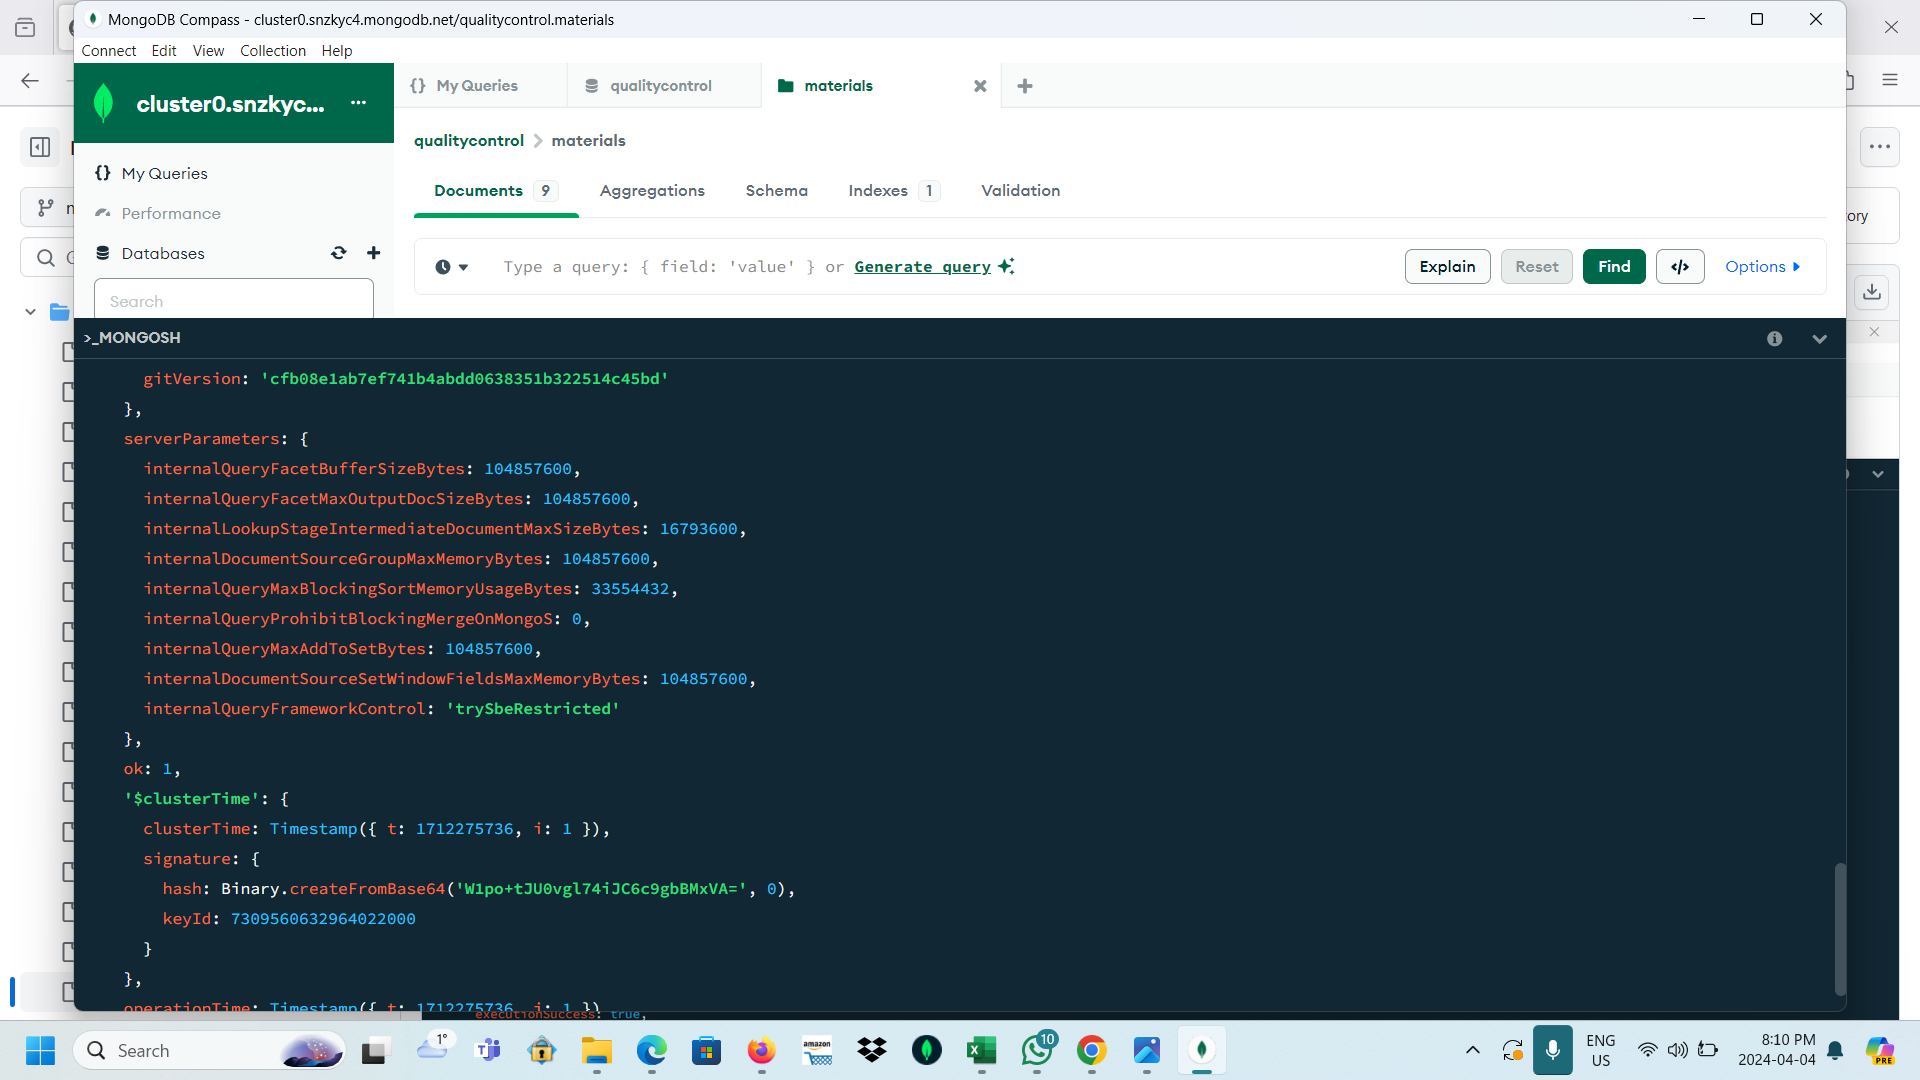 MongoDB Compass - cluster0.snzkyc4.mongodb.net/qualitycontrol.materials
Connect Edit View Collection Help
cluster0.snzkyc... ...
{} My Queries
qualitycontrol
materials
My Queries
Performance
Databases
Search
qualitycontrol > materials
Documents 9
Aggregations
Schema
Indexes 1
Validation
Type a query: { field: 'value' } or Generate query
Explain
Reset
Find
</>
Options
ory
>_MONGOSH
gitVersion: 'cfb08e1ab7ef741b4abdd0638351b322514c45bd'
},
serverParameters: {
internalQueryFacetBufferSizeBytes: 104857600,
internalQueryFacetMaxOutputDocSizeBytes: 104857600,
internalLookupStageIntermediateDocumentMaxSizeBytes: 16793600,
internalDocumentSourceGroupMaxMemoryBytes: 104857600,
internalQueryMaxBlockingSortMemoryUsageBytes: 33554432,
internalQueryProhibitBlockingMergeOnMongoS: 0,
internalQueryMaxAddToSetBytes: 104857600,
internalDocumentSourceSetWindowFieldsMaxMemoryBytes: 104857600,
internalQueryFrameworkControl: 'trySbeRestricted'
},
ok: 1,
'$clusterTime': {
clusterTime: Timestamp({ t: 1712275736, i: 1 }),
signature: {
hash: Binary.createFromBase64('W1po+tJU0vgl74iJC6c9gbBMxVA=', 0),
keyId: 7309560632964022000
}
},
operationTime: Timestamp({ t: 1712275736, i: 1 })
executionSuccess: true,
Search
1°
amazon
10
ENG
US
8:10 PM
2024-04-04
PRE